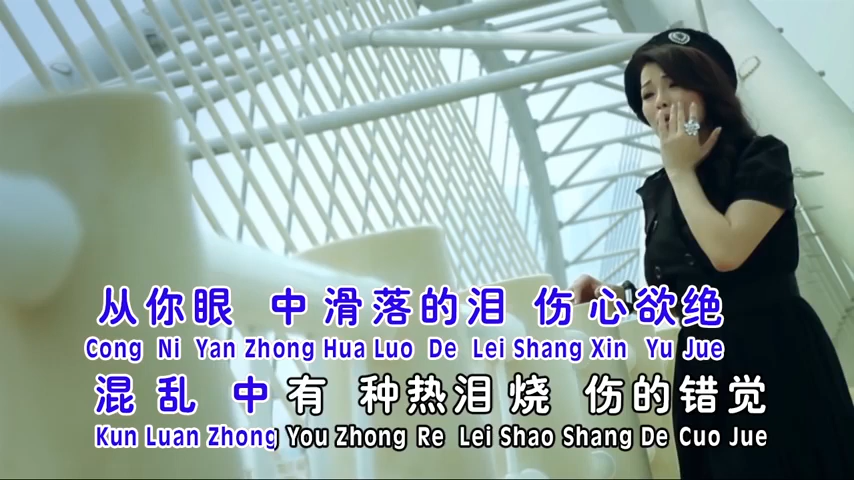 从你眼 中 滑落的泪 伤 心欲绝
Cong Ni Yan Zhong Hua Luo De Lei Shang Xin Yu Jue
混 乱 中 有 种热泪 烧 伤的错觉
Kun Luan Zhong You Zhong Re Lei Shao Shang De Cuo Jue